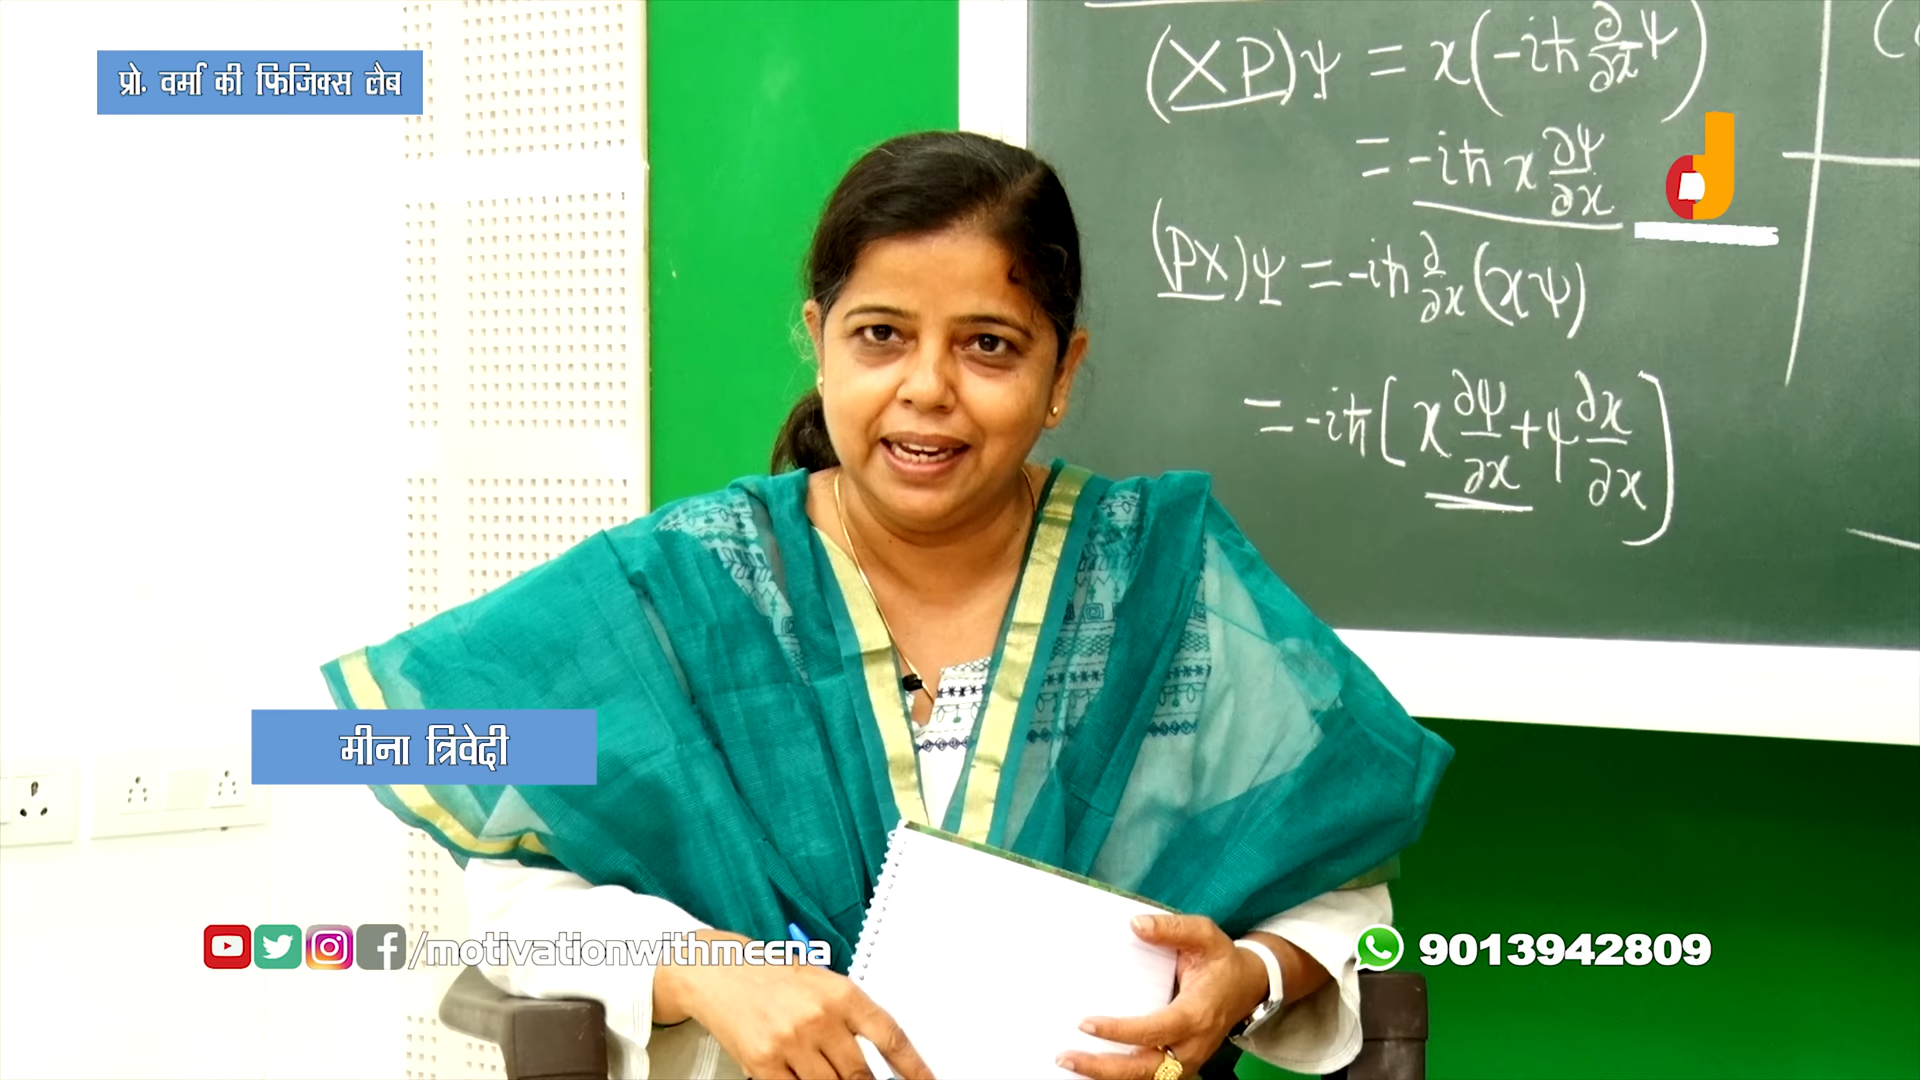 प्रो. वर्मा की फिजिक्स लैब
(XP)ψ = x(-iħ ∂/∂x ψ)
= -iħ x ∂ψ/∂x
(PX)ψ = -iħ ∂/∂x (xψ)
= -iħ [x ∂ψ/∂x + ψ ∂x/∂x]
मीना त्रिवेदी
/motivationwithmeena
9013942809